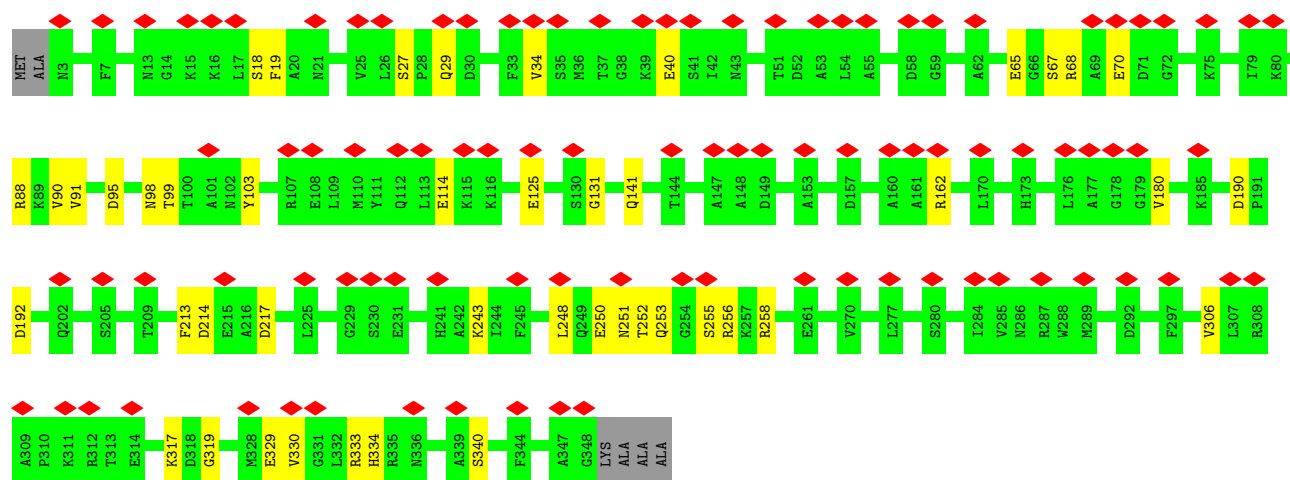 MET ALA N3 F7 N13 G14 K15 K16 L17 S18 F19 A20 N21 V25 L26 S27 P28 Q29 D30 F33 V34 S35 M36 T37 G38 K39 E40 S41 I42 N43 T51 D52 A53 L54 A55 D58 G59 A62 E65 G66 S67 R68 A69 E70 D71 G72 K75 I79 K80
R88 K89 V90 V91 D95 N98 T99 T100 A101 N102 Y103 R107 E108 L109 M110 Y111 Q112 L113 E114 K115 K116 E125 S130 G131 Q141 T144 A147 A148 D149 A153 D157 A160 A161 R162 L170 H173 L176 A177 G178 G179 V180 K185 D190 P191
D192 Q202 S205 T209 F213 D214 E215 A216 D217 L225 G229 S230 E231 H241 A242 K243 I244 F245 L248 Q249 E250 N251 T252 Q253 G254 S255 R256 K257 R258 E261 V270 L277 S280 I284 V285 N286 R287 W288 M289 D292 F297 V306 L307 R308
A309 P310 K311 R312 T313 E314 K317 D318 G319 M328 E329 V330 G331 L332 R333 H334 R335 N336 A339 S340 F344 A347 G348 LYS ALA ALA ALA